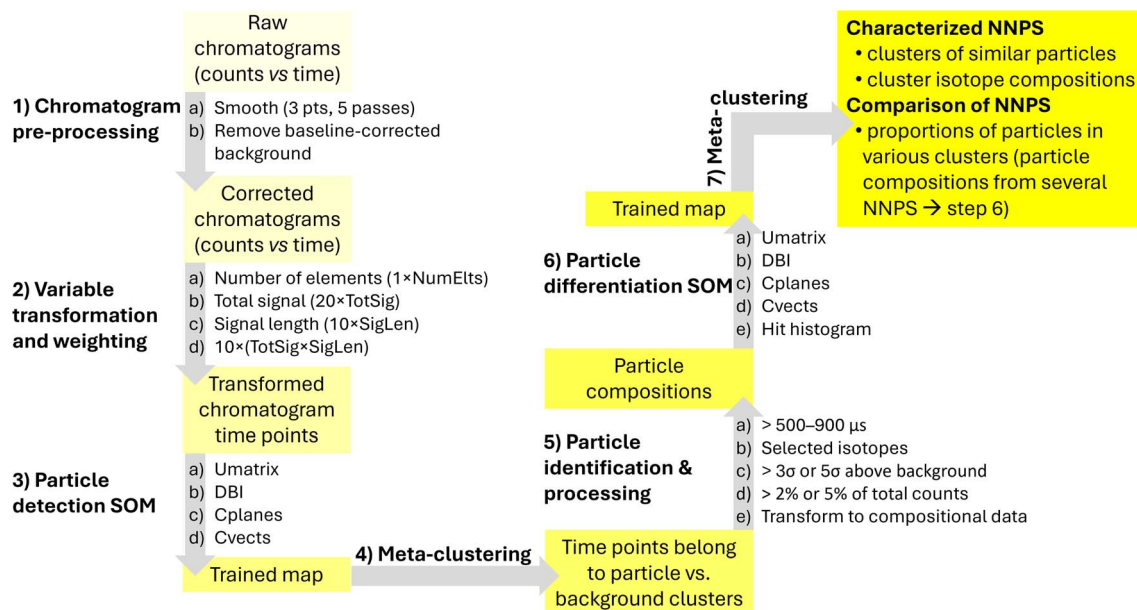 Raw
chromatograms
(counts vs time)
1) Chromatogram
pre-processing
a) Smooth (3 pts, 5 passes)
b) Remove baseline-corrected
background
Corrected
chromatograms
(counts vs time)
2) Variable
transformation
and weighting
a) Number of elements (1×NumElts)
b) Total signal (20×TotSig)
c) Signal length (10×SigLen)
d) 10×(TotSig×SigLen)
Transformed
chromatogram
time points
3) Particle
detection SOM
a) Umatrix
b) DBI
c) Cplanes
d) Cvects
Trained map
4) Meta-clustering
Time points belong
to particle vs.
background clusters
5) Particle
identification &
processing
a) > 500–900 µs
b) Selected isotopes
c) > 3σ or 5σ above background
d) > 2% or 5% of total counts
e) Transform to compositional data
Particle
compositions
6) Particle
differentiation SOM
a) Umatrix
b) DBI
c) Cplanes
d) Cvects
e) Hit histogram
Trained map
7) Meta-
clustering
Characterized NNPS
• clusters of similar particles
• cluster isotope compositions
Comparison of NNPS
• proportions of particles in
various clusters (particle
compositions from several
NNPS → step 6)